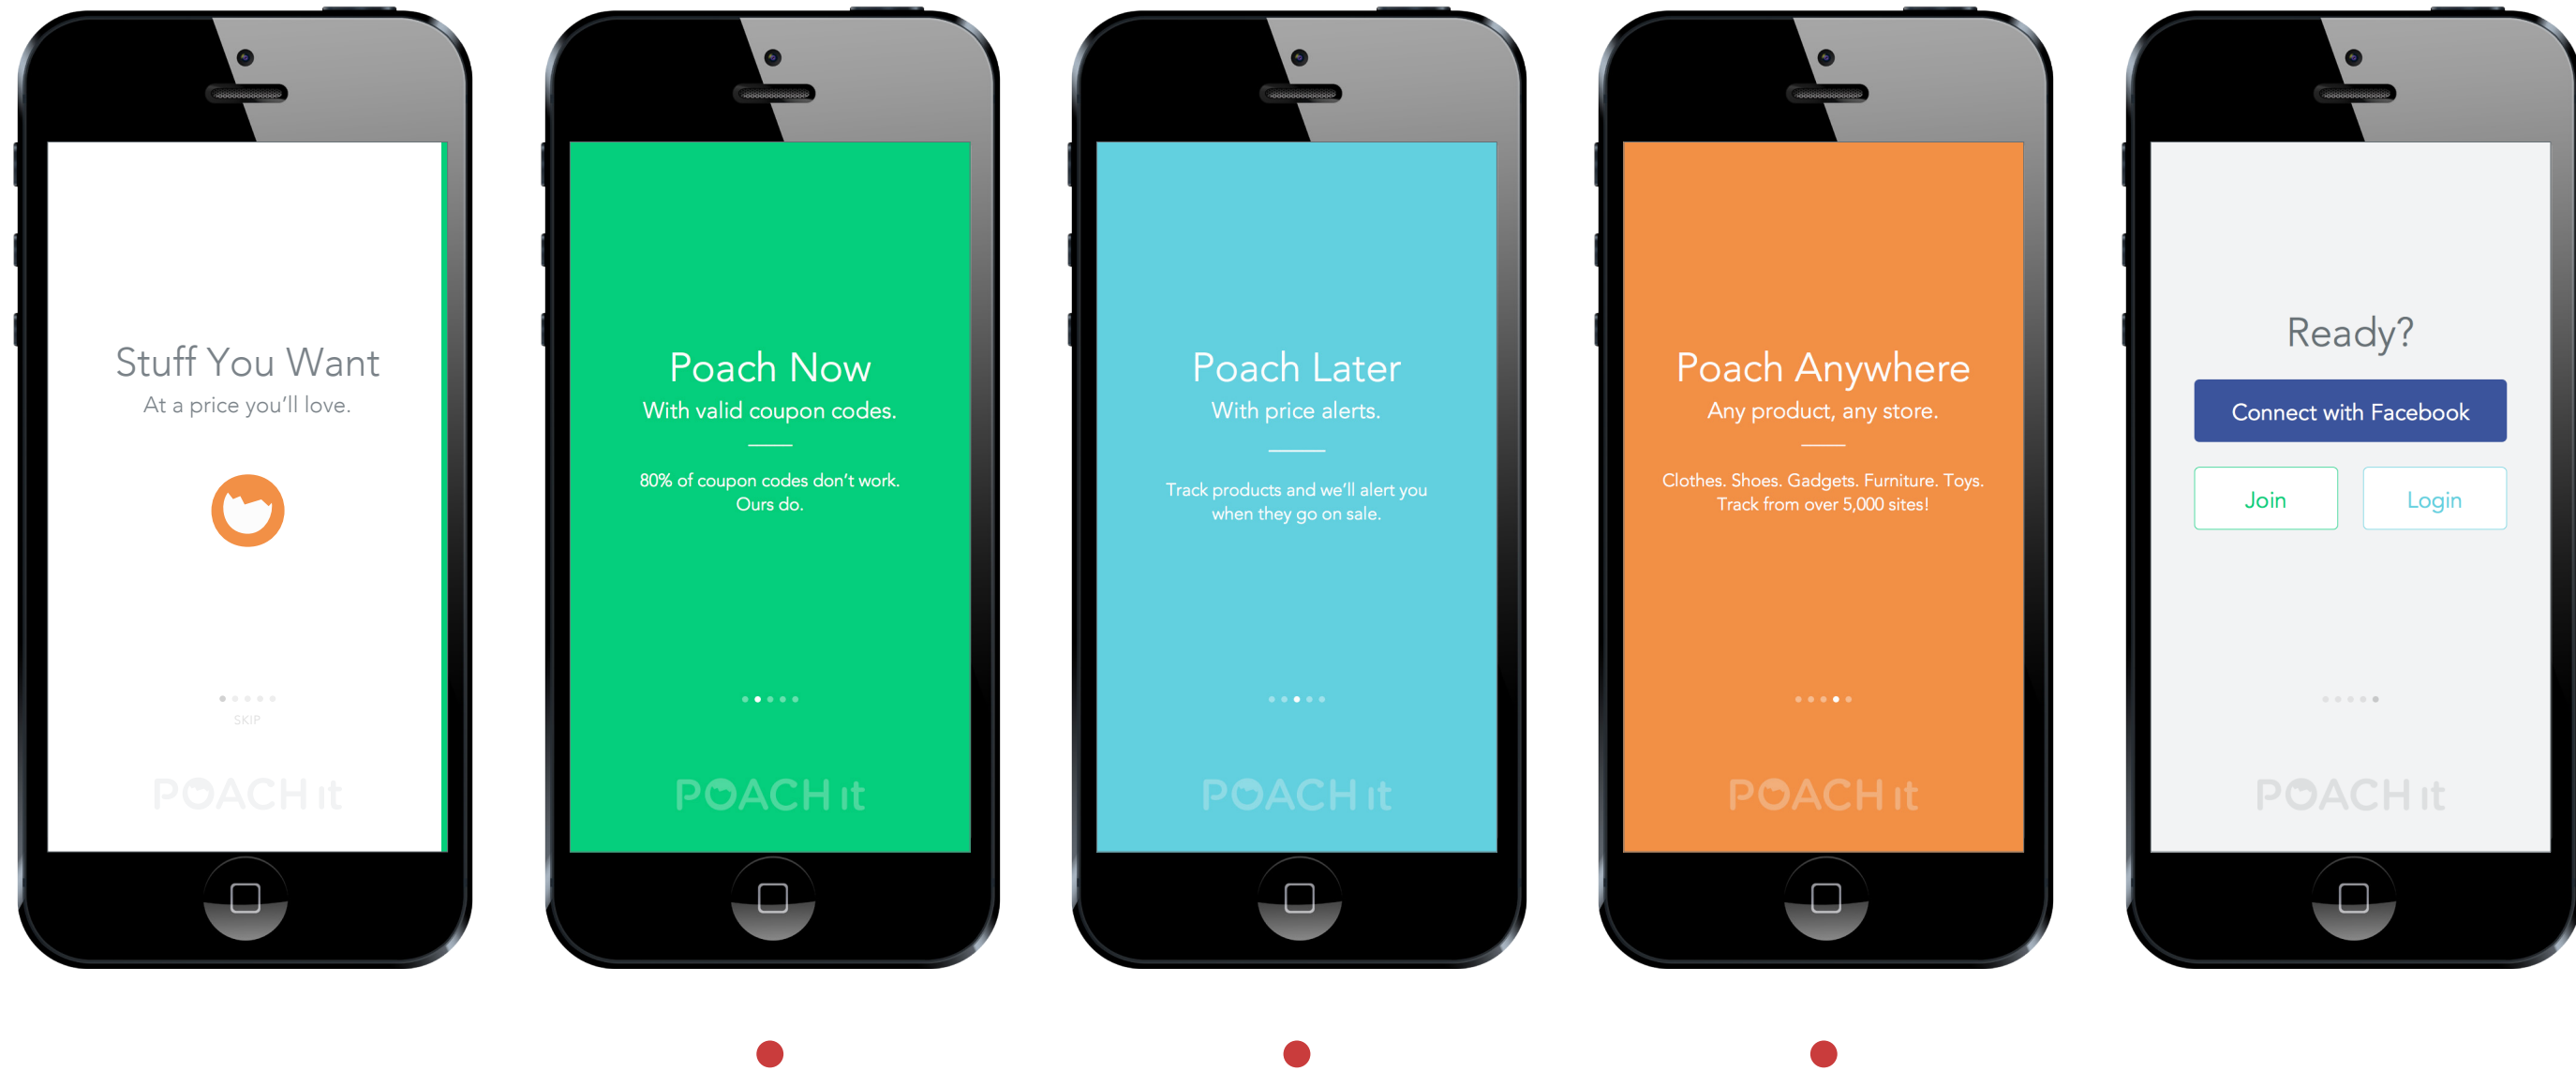 Stuff You Want
At a price you'll love.
SKIP
POACH it
Poach Now
With valid coupon codes.
80% of coupon codes don't work.
Ours do.
POACH it
Poach Later
With price alerts.
Track products and we'll alert you
when they go on sale.
POACH it
Poach Anywhere
Any product, any store.
Clothes. Shoes. Gadgets. Furniture. Toys.
Track from over 5,000 sites!
POACH it
Ready?
Connect with Facebook
Join
Login
POACH it